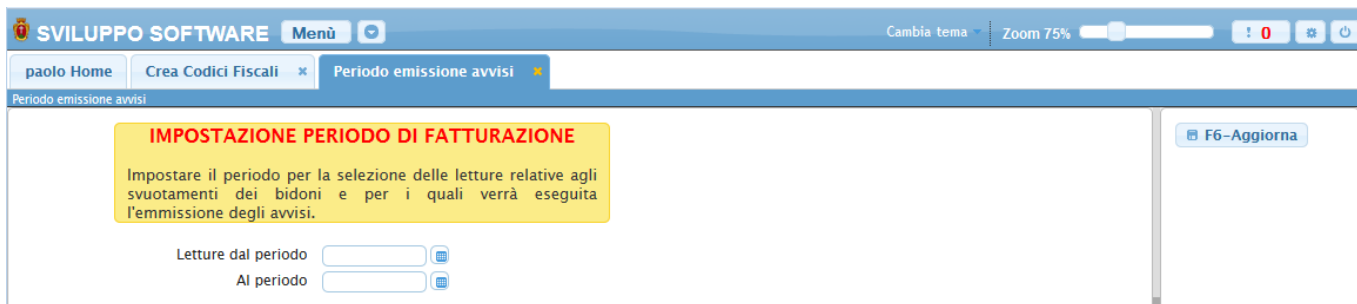 SVILUPPO SOFTWARE Menù Cambia tema Zoom 75% ! 0
paolo Home Crea Codici Fiscali × Periodo emissione avvisi ×
Periodo emissione avvisi
IMPOSTAZIONE PERIODO DI FATTURAZIONE
Impostare il periodo per la selezione delle letture relative agli
svuotamenti dei bidoni e per i quali verrà eseguita
l'emmissione degli avvisi.
F6-Aggiorna
Letture dal periodo
Al periodo